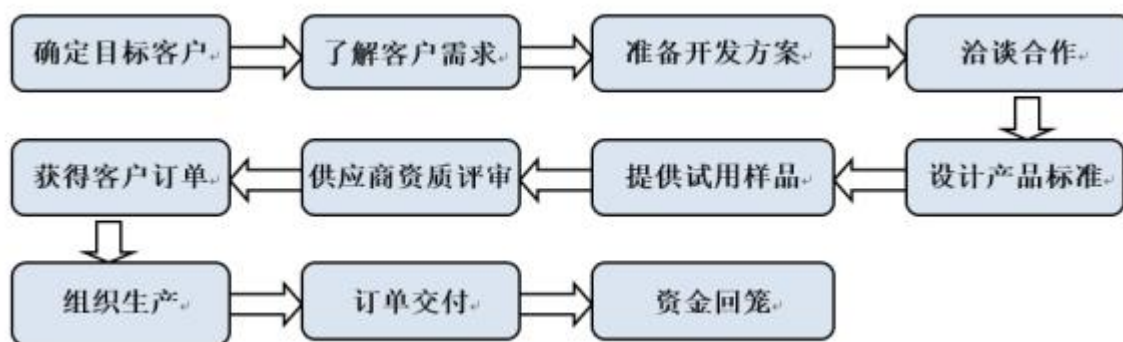 确定目标客户
了解客户需求
准备开发方案
洽谈合作
设计产品标准
提供试用样品
供应商资质评审
获得客户订单
组织生产
订单交付
资金回笼